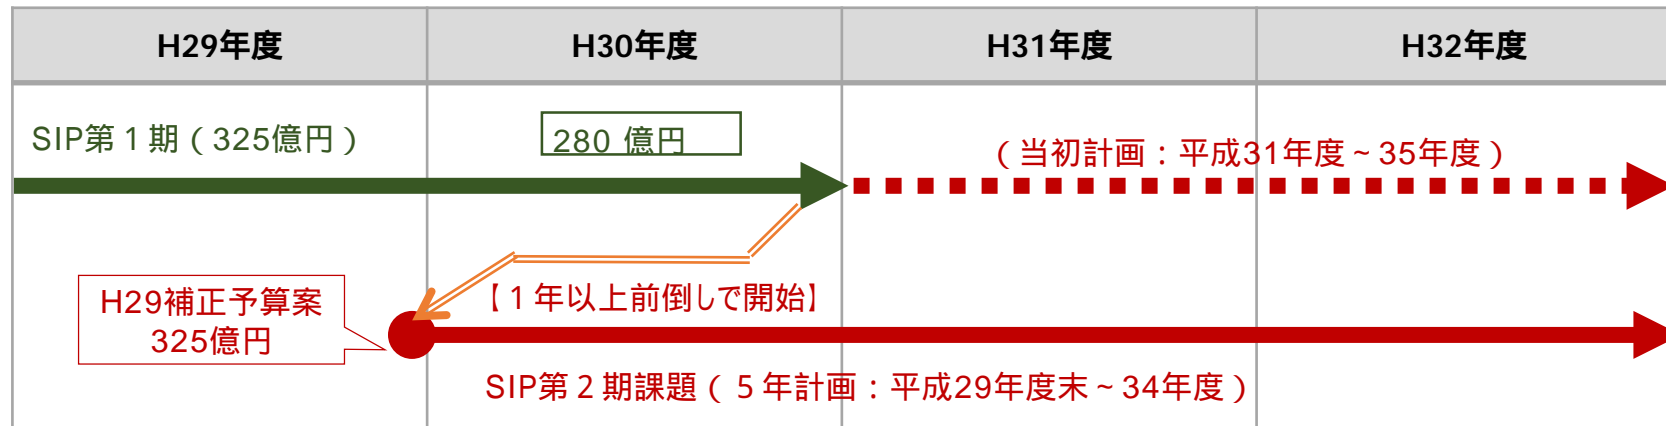 H29年度
H30年度
H31年度
H32年度
SIP第１期（325億円）
280 億円
（当初計画：平成31年度～35年度）
【１年以上前倒しで開始】
H29補正予算案
325億円
SIP第２期課題（５年計画：平成29年度末～34年度）